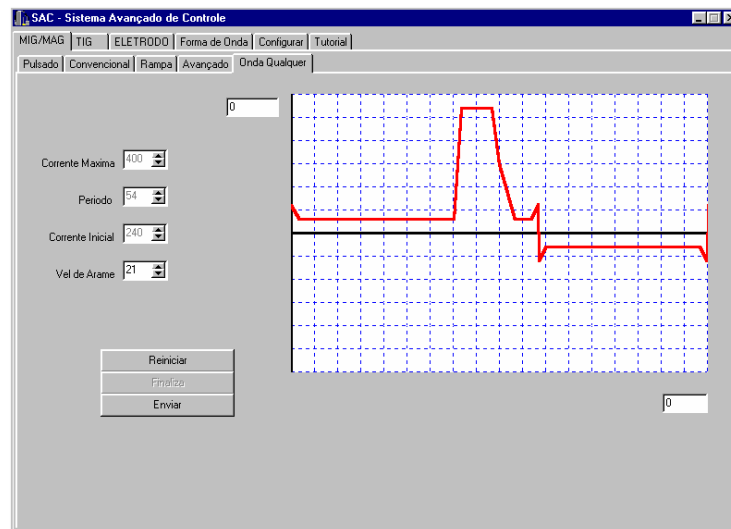 SAC - Sistema Avançado de Controle
MIG/MAG TIG ELETRODO Forma de Onda Configurar Tutorial
Pulsado Convencional Rampa Avançado Onda Qualquer
0
Corrente Maxima 400
Periodo 54
Corrente Inicial 240
Vel de Arame 21
Reiniciar
Finaliza
Enviar
0